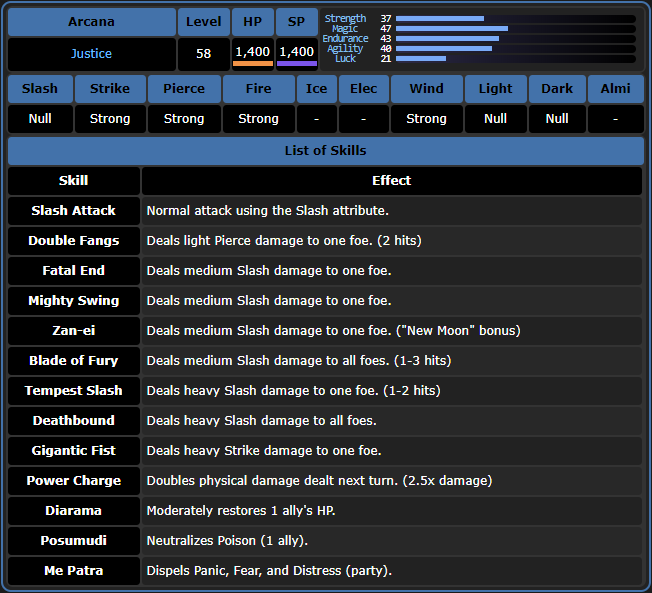 Arcana Level HP SP
Justice 58 1,400 1,400
Strength 37
Magic 47
Endurance 43
Agility 40
Luck 21
Slash Strike Pierce Fire Ice Elec Wind Light Dark Almi
Null Strong Strong Strong - - Strong Null Null -
List of Skills
Skill Effect
Slash Attack Normal attack using the Slash attribute.
Double Fangs Deals light Pierce damage to one foe. (2 hits)
Fatal End Deals medium Slash damage to one foe.
Mighty Swing Deals medium Slash damage to one foe.
Zan-ei Deals medium Slash damage to one foe. ("New Moon" bonus)
Blade of Fury Deals medium Slash damage to all foes. (1-3 hits)
Tempest Slash Deals heavy Slash damage to one foe. (1-2 hits)
Deathbound Deals heavy Slash damage to all foes.
Gigantic Fist Deals heavy Strike damage to one foe.
Power Charge Doubles physical damage dealt next turn. (2.5x damage)
Diarama Moderately restores 1 ally's HP.
Posumudi Neutralizes Poison (1 ally).
Me Patra Dispels Panic, Fear, and Distress (party).